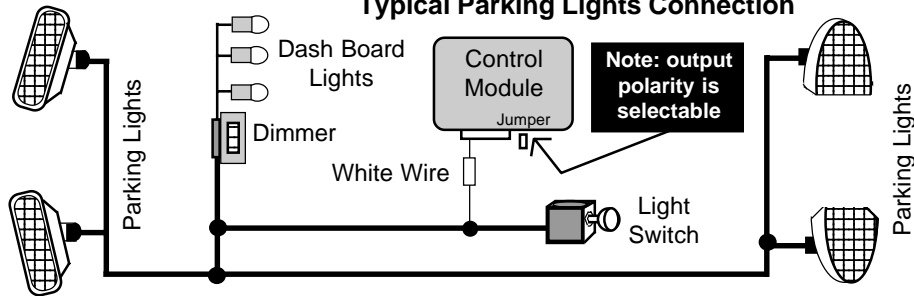 Typical Parking Lights Connection
Dash Board
Lights
Control
Module
Jumper
Note: output
polarity is
selectable
Parking Lights
Dimmer
White Wire
Light
Switch
Parking Lights